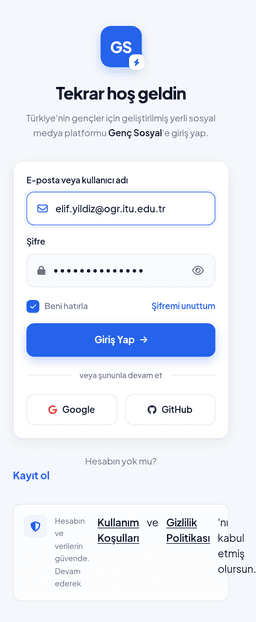 GS
Tekrar hoş geldin
Türkiye'nin gençler için geliştirilmiş yerli sosyal
medya platformu Genç Sosyal'e giriş yap.
E-posta veya kullanıcı adı
elif.yildiz@ogr.itu.edu.tr
Şifre
Beni hatırla
Şifremi unuttum
Giriş Yap →
veya şununla devam et
Google
GitHub
Hesabın yok mu?
Kayıt ol
Hesabın
ve
verilerin
güvende.
Devam
ederek
Kullanım
Koşulları
ve
Gizlilik
Politikası
'nı
kabul
etmiş
olursun.